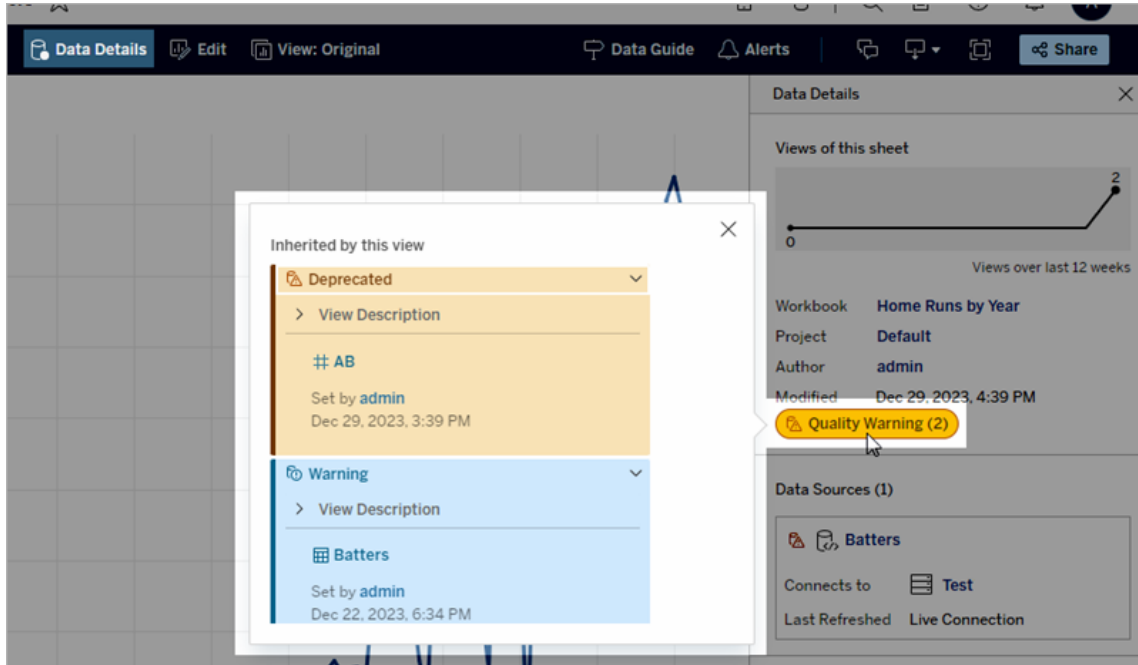 Data Details
Edit
View: Original
Data Guide
Alerts
Share
Data Details
Views of this sheet
2
0
Views over last 12 weeks
Workbook Home Runs by Year
Project Default
Author admin
Modified Dec 29, 2023, 4:39 PM
Quality Warning (2)
Data Sources (1)
Batters
Connects to Test
Last Refreshed Live Connection
Inherited by this view
Deprecated
View Description
AB
Set by admin
Dec 29, 2023, 3:39 PM
Warning
View Description
Batters
Set by admin
Dec 22, 2023, 6:34 PM